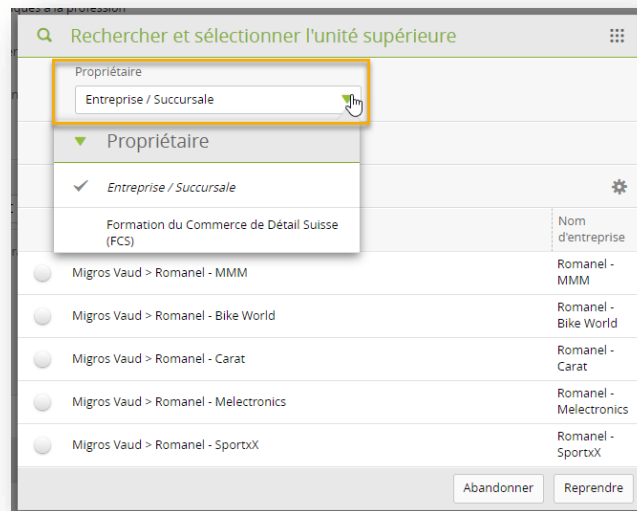 à la profession
Rechercher et sélectionner l'unité supérieure
Propriétaire
Entreprise / Succursale
Propriétaire
Entreprise / Succursale
Formation du Commerce de Détail Suisse
(FCS)
Nom
d'entreprise
Migros Vaud > Romanel - MMM
Romanel -
MMM
Migros Vaud > Romanel - Bike World
Romanel -
Bike World
Migros Vaud > Romanel - Carat
Romanel -
Carat
Migros Vaud > Romanel - Melectronics
Romanel -
Melectronics
Migros Vaud > Romanel - SportxX
Romanel -
SportxX
Abandonner
Reprendre